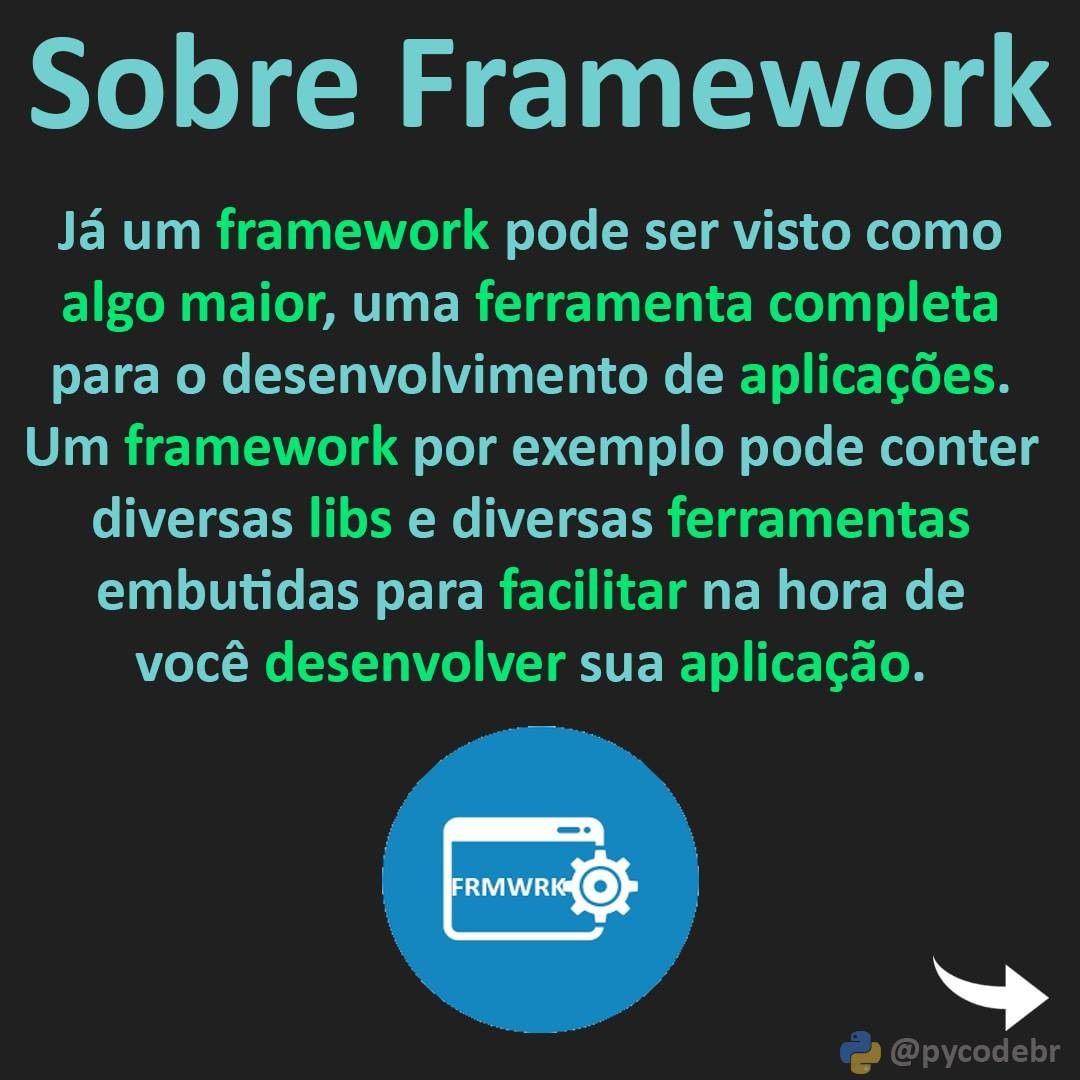 Sobre Framework
Já um framework pode ser visto como
algo maior, uma ferramenta completa
para o desenvolvimento de aplicações.
Um framework por exemplo pode conter
diversas libs e diversas ferramentas
embutidas para facilitar na hora de
você desenvolver sua aplicação.
FRMWRK
@pycodebr